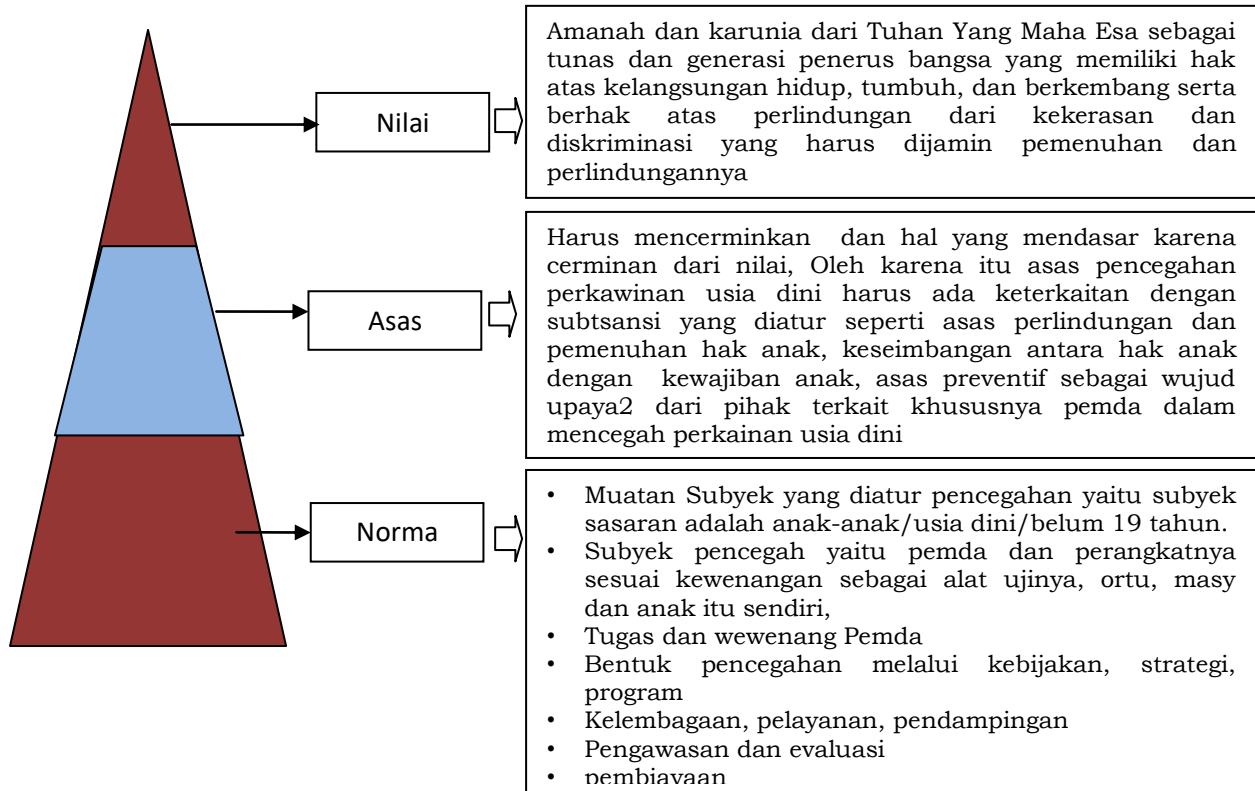 Nilai
Amanah dan karunia dari Tuhan Yang Maha Esa sebagai
tunas dan generasi penerus bangsa yang memiliki hak
atas kelangsungan hidup, tumbuh, dan berkembang serta
berhak atas perlindungan dari kekerasan dan
diskriminasi yang harus dijamin pemenuhan dan
perlindungannya
Asas
Harus mencerminkan dan hal yang mendasar karena
cerminan dari nilai, Oleh karena itu asas pencegahan
perkawinan usia dini harus ada keterkaitan dengan
subtsansi yang diatur seperti asas perlindungan dan
pemenuhan hak anak, keseimbangan antara hak anak
dengan kewajiban anak, asas preventif sebagai wujud
upaya2 dari pihak terkait khususnya pemda dalam
mencegah perkainan usia dini
Norma
• Muatan Subyek yang diatur pencegahan yaitu subyek
sasaran adalah anak-anak/usia dini/belum 19 tahun.
• Subyek pencegah yaitu pemda dan perangkatnya
sesuai kewenangan sebagai alat ujinya, ortu, masy
dan anak itu sendiri,
• Tugas dan wewenang Pemda
• Bentuk pencegahan melalui kebijakan, strategi,
program
• Kelembagaan, pelayanan, pendampingan
• Pengawasan dan evaluasi
• pembiayaan